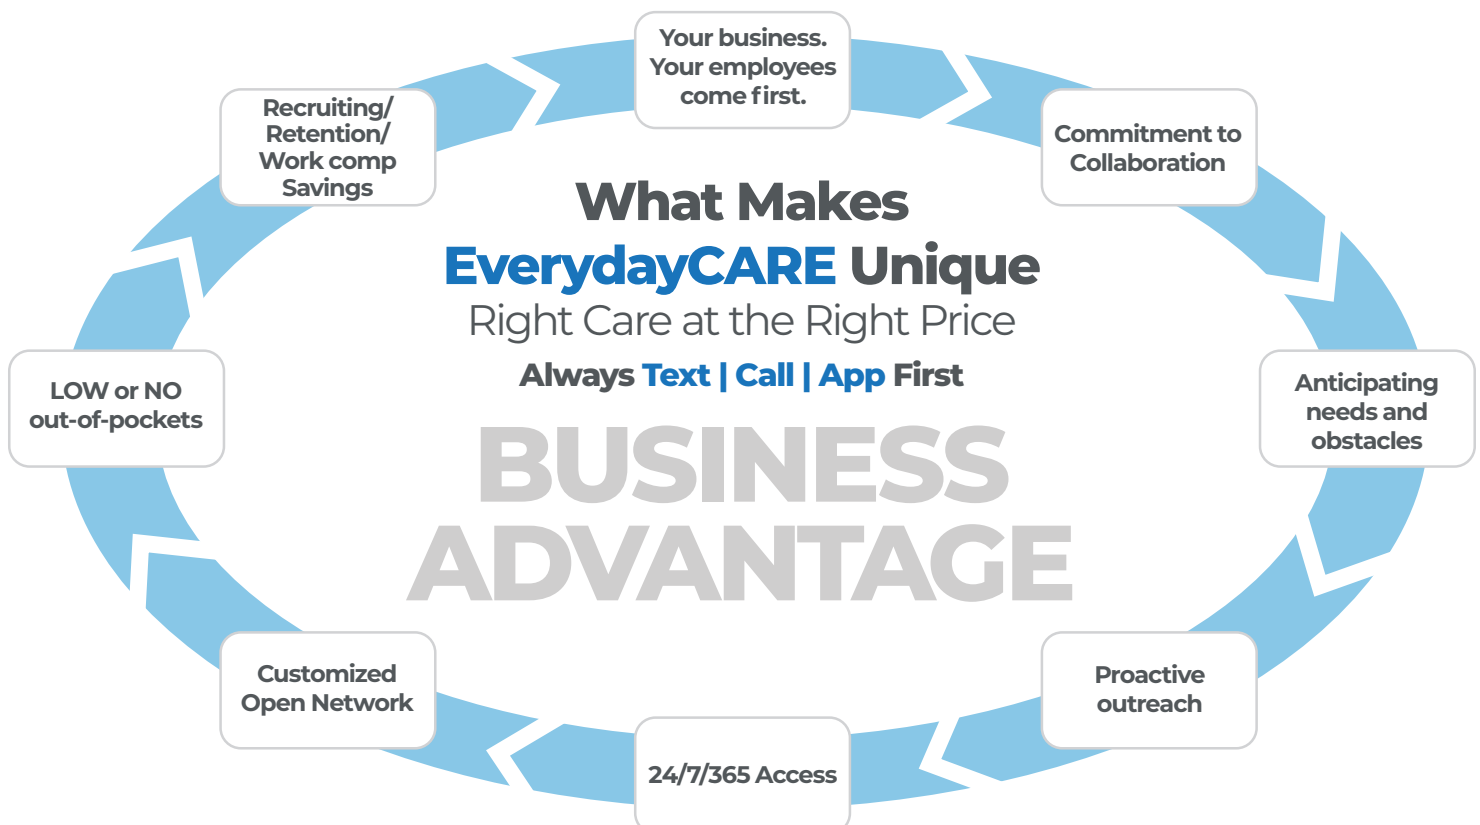 Your business.
Your employees
come first.
Commitment to
Collaboration
Anticipating
needs and
obstacles
Proactive
outreach
24/7/365 Access
Customized
Open Network
LOW or NO
out-of-pockets
Recruiting/
Retention/
Work comp
Savings
What Makes
EverydayCARE Unique
Right Care at the Right Price
Always Text | Call | App First
BUSINESS
ADVANTAGE